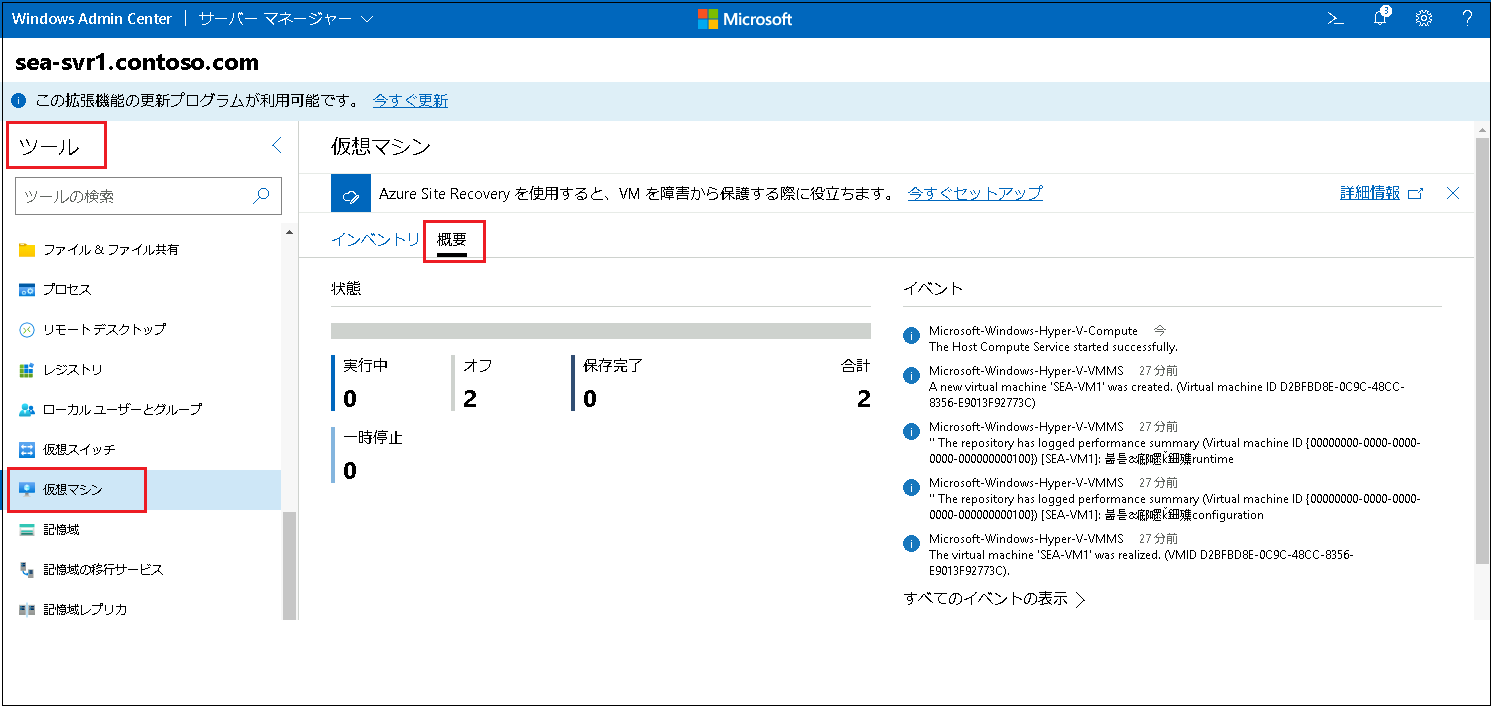 Windows Admin Center | サーバー マネージャー
Microsoft
3
sea-svr1.contoso.com
この拡張機能の更新プログラムが利用可能です。 今すぐ更新
ツール
ツールの検索
ファイル & ファイル共有
プロセス
リモート デスクトップ
レジストリ
ローカル ユーザーとグループ
仮想スイッチ
仮想マシン
記憶域
記憶域の移行サービス
記憶域レプリカ
仮想マシン
Azure Site Recovery を使用すると、VM を障害から保護する際に役立ちます。 今すぐセットアップ
詳細情報
インベントリ 概要
状態
実行中 オフ 保存完了 合計
0 2 0 2
一時停止
0
イベント
Microsoft-Windows-Hyper-V-Compute 今
The Host Compute Service started successfully.
Microsoft-Windows-Hyper-V-VMMS 27 分前
A new virtual machine 'SEA-VM1' was created. (Virtual machine ID D2BFBD8E-0C9C-48CC-
8356-E9013F92773C)
Microsoft-Windows-Hyper-V-VMMS 27 分前
'' The repository has logged performance summary (Virtual machine ID {00000000-0000-0000-
0000-000000000100}) [SEA-VM1]: runtime
Microsoft-Windows-Hyper-V-VMMS 27 分前
'' The repository has logged performance summary (Virtual machine ID {00000000-0000-0000-
0000-000000000100}) [SEA-VM1]: configuration
Microsoft-Windows-Hyper-V-VMMS 27 分前
The virtual machine 'SEA-VM1' was realized. (VMID D2BFBD8E-0C9C-48CC-8356-
E9013F92773C).
すべてのイベントの表示